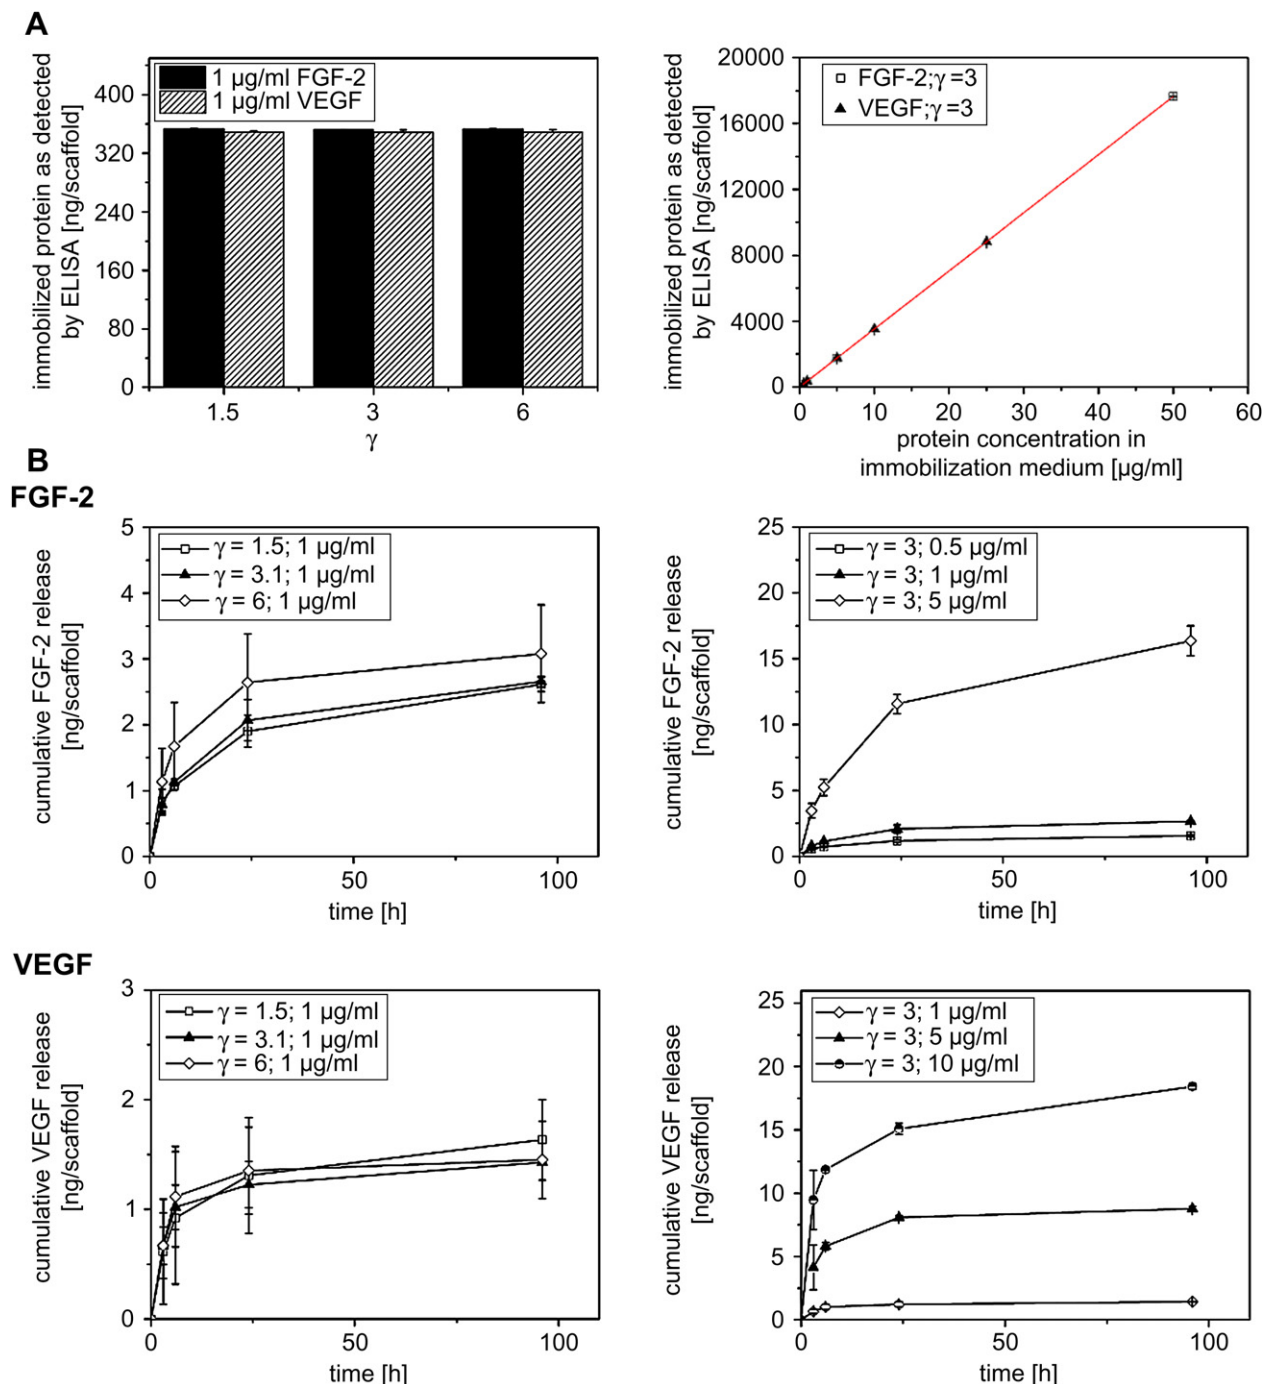 A
immobilized protein as detected
by ELISA [ng/scaffold]
400
320
240
160
80
0
1 µg/ml FGF-2
1 µg/ml VEGF
1.5
3
6
γ
immobilized protein as detected
by ELISA [ng/scaffold]
20000
16000
12000
8000
4000
0
FGF-2;γ=3
VEGF;γ=3
0
10
20
30
40
50
60
protein concentration in
immobilization medium [µg/ml]
B
FGF-2
cumulative FGF-2 release
[ng/scaffold]
5
4
3
2
1
0
γ = 1.5; 1 µg/ml
γ = 3.1; 1 µg/ml
γ = 6; 1 µg/ml
0
50
100
time [h]
cumulative FGF-2 release
[ng/scaffold]
25
20
15
10
5
0
γ = 3; 0.5 µg/ml
γ = 3; 1 µg/ml
γ = 3; 5 µg/ml
0
50
100
time [h]
VEGF
cumulative VEGF release
[ng/scaffold]
3
2
1
0
γ = 1.5; 1 µg/ml
γ = 3.1; 1 µg/ml
γ = 6; 1 µg/ml
0
50
100
time [h]
cumulative VEGF release
[ng/scaffold]
25
20
15
10
5
0
γ = 3; 1 µg/ml
γ = 3; 5 µg/ml
γ = 3; 10 µg/ml
0
50
100
time [h]